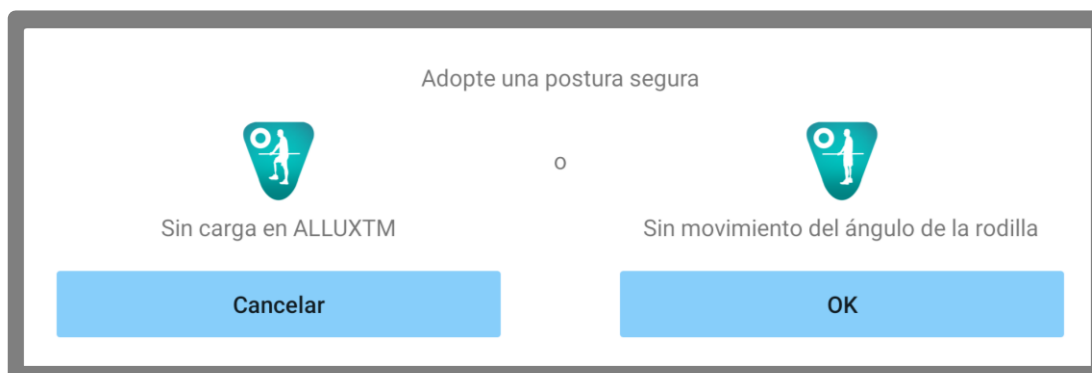 Adopte una postura segura
o
Sin carga en ALLUXTM
Sin movimiento del ángulo de la rodilla
Cancelar
OK